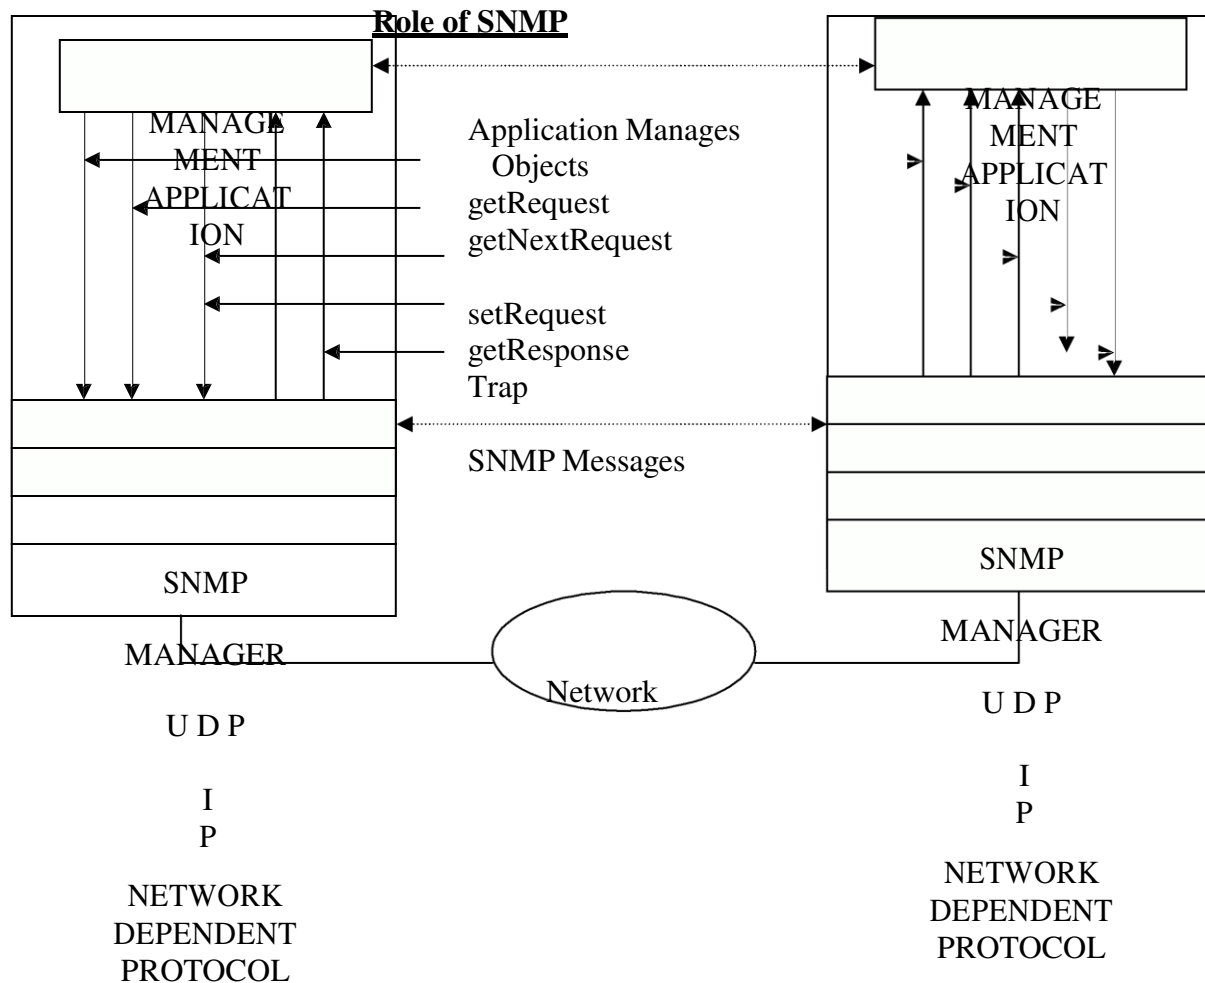 Role of SNMP
MANAGE
MENT
APPLICAT
ION
Application Manages
Objects
getRequest
getNextRequest
setRequest
getResponse
Trap
SNMP Messages
MANAGE
MENT
APPLICAT
ION
SNMP
MANAGER
U D P
I
P
NETWORK
DEPENDENT
PROTOCOL
Network
SNMP
MANAGER
U D P
I
P
NETWORK
DEPENDENT
PROTOCOL